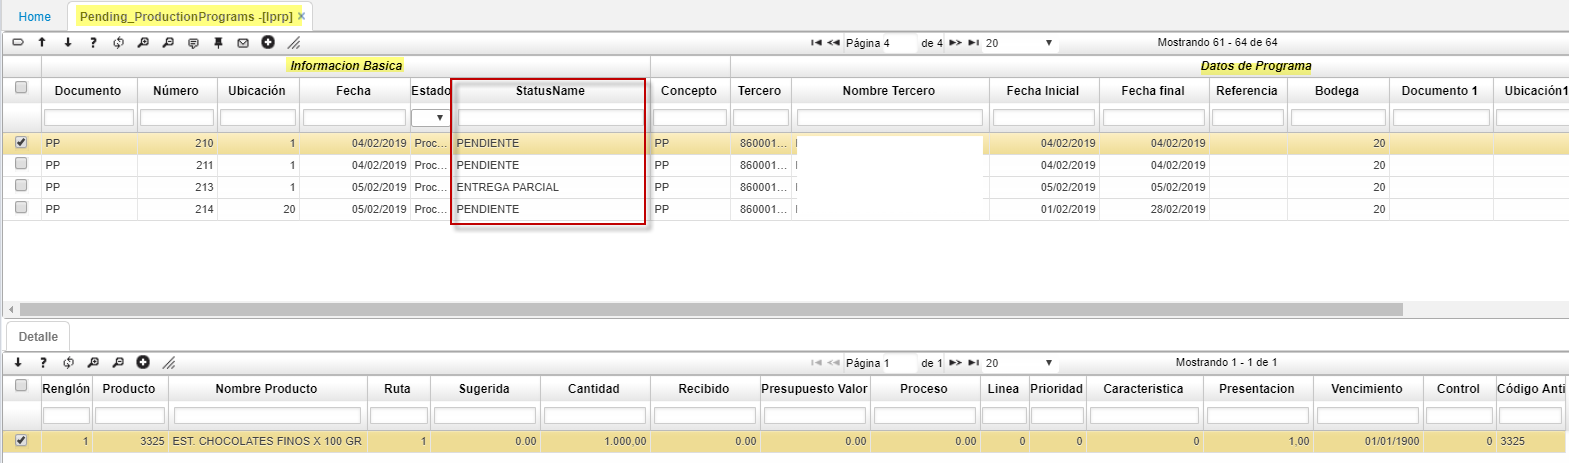 Home Pending_ProductionPrograms -[lprp] ×
Página 4 de 4 20 Mostrando 61 - 64 de 64
Informacion Basica Datos de Programa
Documento Número Ubicación Fecha Estado StatusName Concepto Tercero Nombre Tercero Fecha Inicial Fecha final Referencia Bodega Documento 1 Ubicación1
PP 210 1 04/02/2019 Proc... PENDIENTE PP 860001... 04/02/2019 04/02/2019 20
PP 211 1 04/02/2019 Proc... PENDIENTE PP 860001... 04/02/2019 04/02/2019 20
PP 213 1 05/02/2019 Proc... ENTREGA PARCIAL PP 860001... 05/02/2019 05/02/2019 20
PP 214 20 05/02/2019 Proc... PENDIENTE PP 860001... 01/02/2019 28/02/2019 20
Detalle
Página 1 de 1 20 Mostrando 1 - 1 de 1
Renglón Producto Nombre Producto Ruta Sugerida Cantidad Recibido Presupuesto Valor Proceso Linea Prioridad Caracteristica Presentacion Vencimiento Control Código Anti
1 3325 EST. CHOCOLATES FINOS X 100 GR 1 0.00 1.000,00 0.00 0.00 0.00 0 0 0 1,00 01/01/1900 0 3325